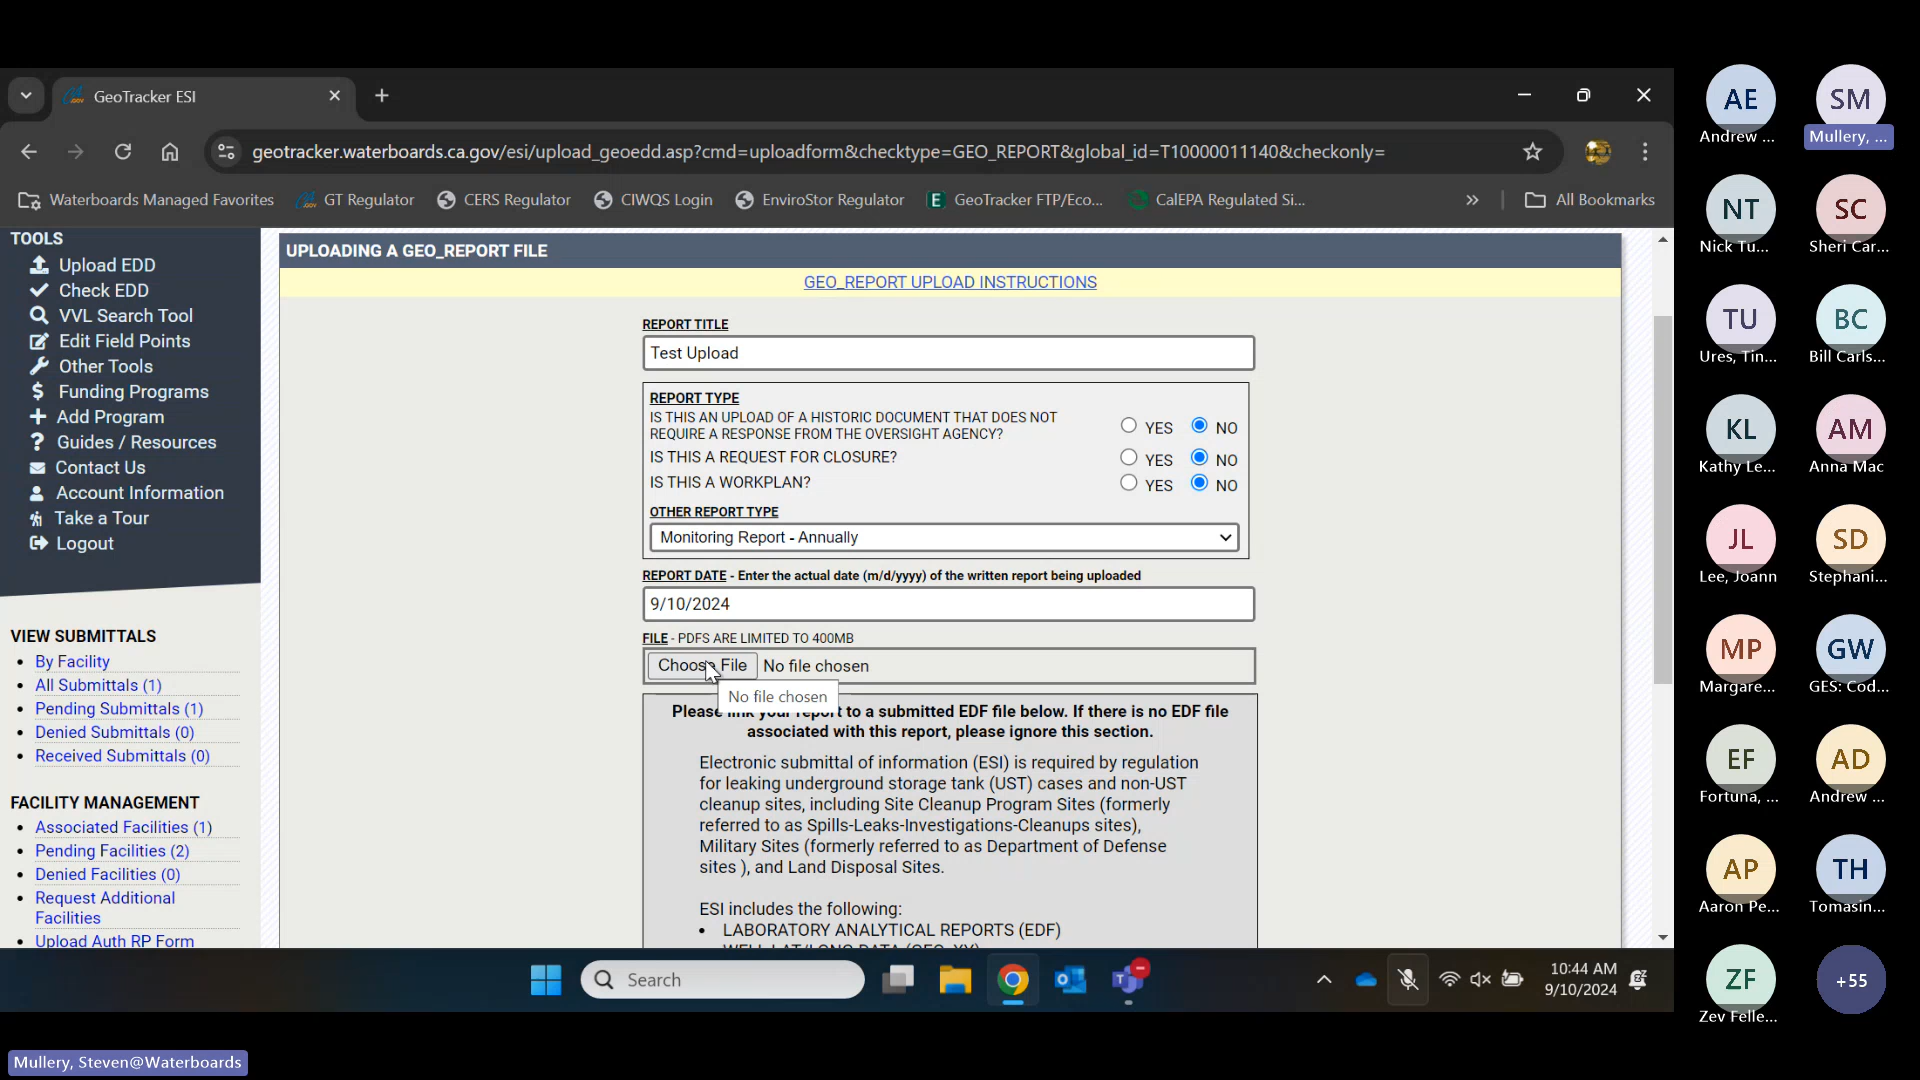 GeoTracker ESI
geotracker.waterboards.ca.gov/esi/upload_geoedd.asp?cmd=uploadform&checktype=GEO_REPORT&global_id=T10000011140&checkonly=
Waterboards Managed Favorites
GT Regulator
CERS Regulator
CIWQS Login
EnviroStor Regulator
GeoTracker FTP/Eco...
CalEPA Regulated Si...
All Bookmarks
TOOLS
Upload EDD
Check EDD
VVL Search Tool
Edit Field Points
Other Tools
Funding Programs
Add Program
Guides / Resources
Contact Us
Account Information
Take a Tour
Logout
VIEW SUBMITTALS
By Facility
All Submittals (1)
Pending Submittals (1)
Denied Submittals (0)
Received Submittals (0)
FACILITY MANAGEMENT
Associated Facilities (1)
Pending Facilities (2)
Denied Facilities (0)
Request Additional
Facilities
Upload Auth RP Form
UPLOADING A GEO_REPORT FILE
GEO_REPORT UPLOAD INSTRUCTIONS
REPORT TITLE
Test Upload
REPORT TYPE
IS THIS AN UPLOAD OF A HISTORIC DOCUMENT THAT DOES NOT
REQUIRE A RESPONSE FROM THE OVERSIGHT AGENCY?
YES NO
IS THIS A REQUEST FOR CLOSURE?
YES NO
IS THIS A WORKPLAN?
YES NO
OTHER REPORT TYPE
Monitoring Report - Annually
REPORT DATE - Enter the actual date (m/d/yyyy) of the written report being uploaded
9/10/2024
FILE - PDFS ARE LIMITED TO 400MB
Choose File No file chosen
No file chosen
Please link your report to a submitted EDF file below. If there is no EDF file
associated with this report, please ignore this section.
Electronic submittal of information (ESI) is required by regulation
for leaking underground storage tank (UST) cases and non-UST
cleanup sites, including Site Cleanup Program Sites (formerly
referred to as Spills-Leaks-Investigations-Cleanups sites),
Military Sites (formerly referred to as Department of Defense
sites ), and Land Disposal Sites.
ESI includes the following:
LABORATORY ANALYTICAL REPORTS (EDF)
WELL LAT/LONG DATA (GEO_XY)
Search
10:44 AM
9/10/2024
AE
Andrew ...
SM
Mullery, ...
NT
Nick Tu...
SC
Sheri Car...
TU
Ures, Tin...
BC
Bill Carls...
KL
Kathy Le...
AM
Anna Mac
JL
Lee, Joann
SD
Stephani...
MP
Margare...
GW
GES: Cod...
EF
Fortuna, ...
AD
Andrew ...
AP
Aaron Pe...
TH
Tomasin...
ZF
Zev Felle...
+55
Mullery, Steven@Waterboards